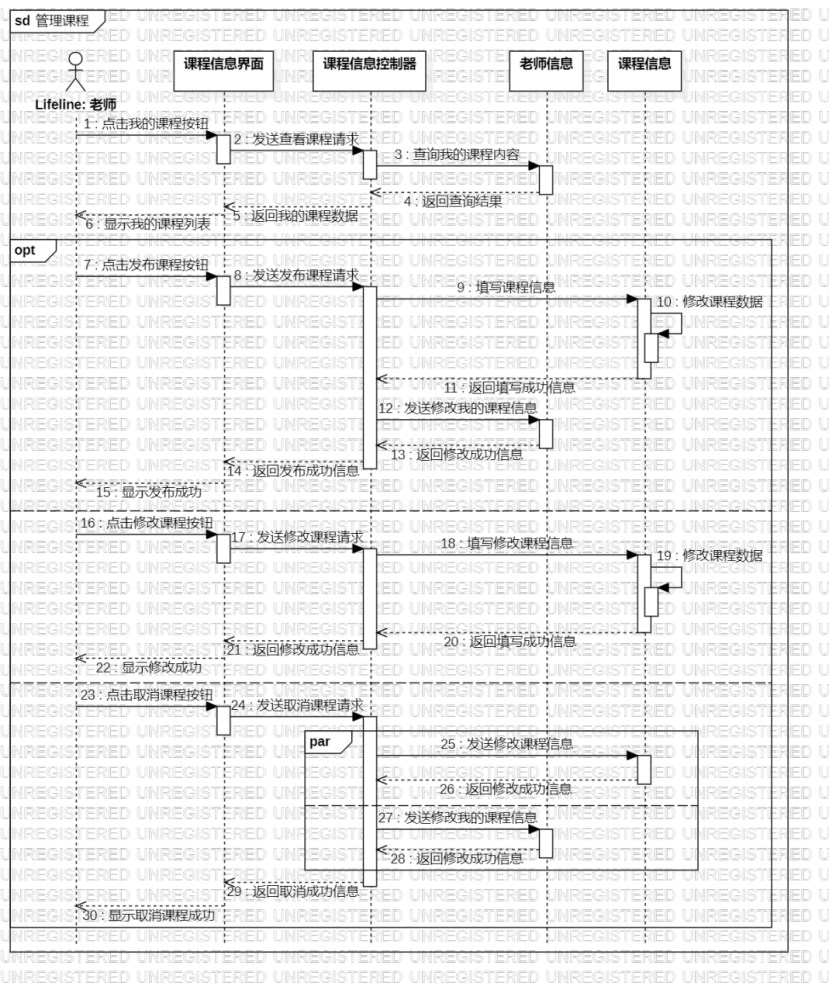 sd 管理课程
课程信息界面
课程信息控制器
老师信息
课程信息
Lifeline: 老师
1 : 点击我的课程按钮
2 : 发送查看课程请求
3 : 查询我的课程内容
4 : 返回查询结果
5 : 返回我的课程数据
6 : 显示我的课程列表
opt
7 : 点击发布课程按钮
8 : 发送发布课程请求
9 : 填写课程信息
10 : 修改课程数据
11 : 返回填写成功信息
12 : 发送修改我的课程信息
13 : 返回修改成功信息
14 : 返回发布成功信息
15 : 显示发布成功
16 : 点击修改课程按钮
17 : 发送修改课程请求
18 : 填写修改课程信息
19 : 修改课程数据
20 : 返回填写成功信息
21 : 返回修改成功信息
22 : 显示修改成功
23 : 点击取消课程按钮
24 : 发送取消课程请求
par
25 : 发送修改课程信息
26 : 返回修改成功信息
27 : 发送修改我的课程信息
28 : 返回修改成功信息
29 : 返回取消成功信息
30 : 显示取消课程成功
UNREGISTERED UNREGISTERED UNREGISTERED UNREGISTERED UNREGISTERED UNREGISTERED